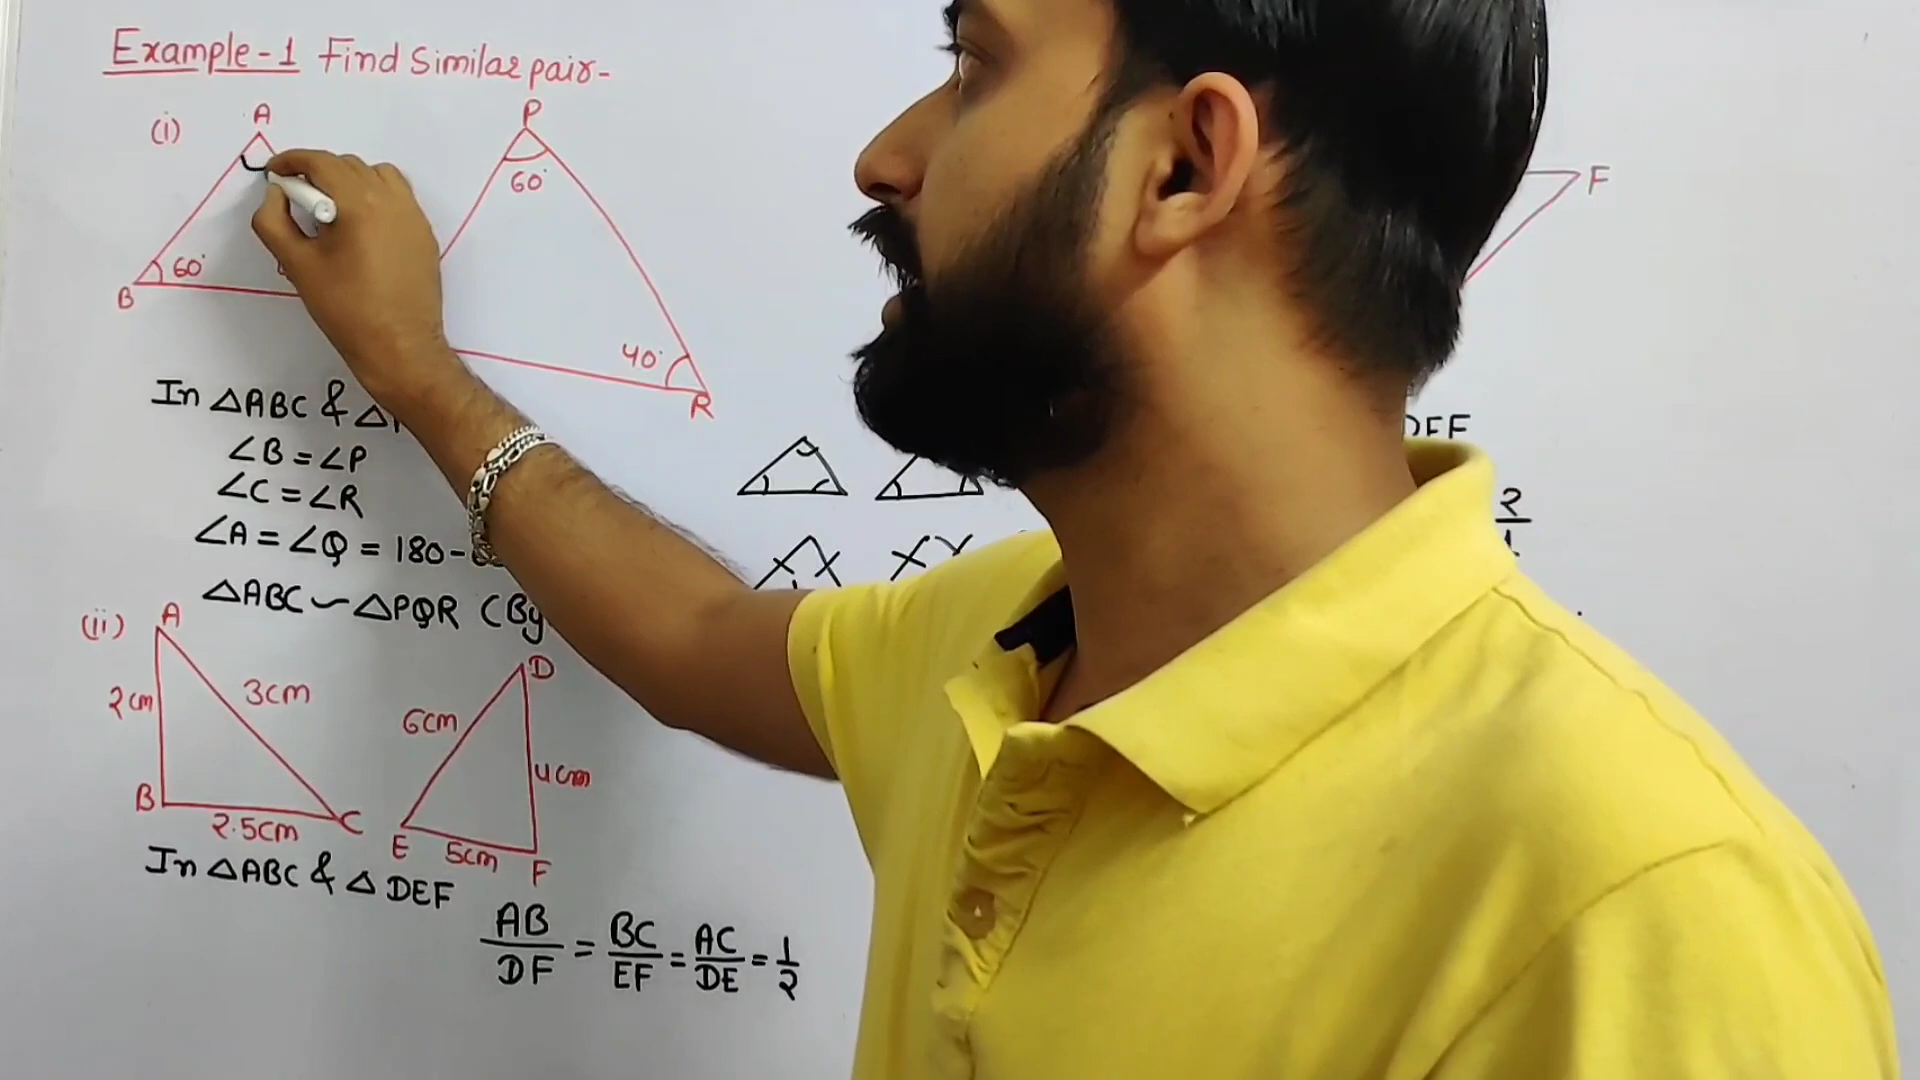 Example-1 Find Similar pair-
(i)
A
P
60°
60°
B
40°
R
F
In △ABC & △
∠B = ∠P
∠C = ∠R
∠A = ∠Q = 180-
△ABC ~ △PQR (By
DEF
2
(ii)
A
D
2cm
3cm
6cm
4cm
B
C
2.5cm
E
5cm
F
In △ABC & △ DEF
AB/DF = BC/EF = AC/DE = 1/2